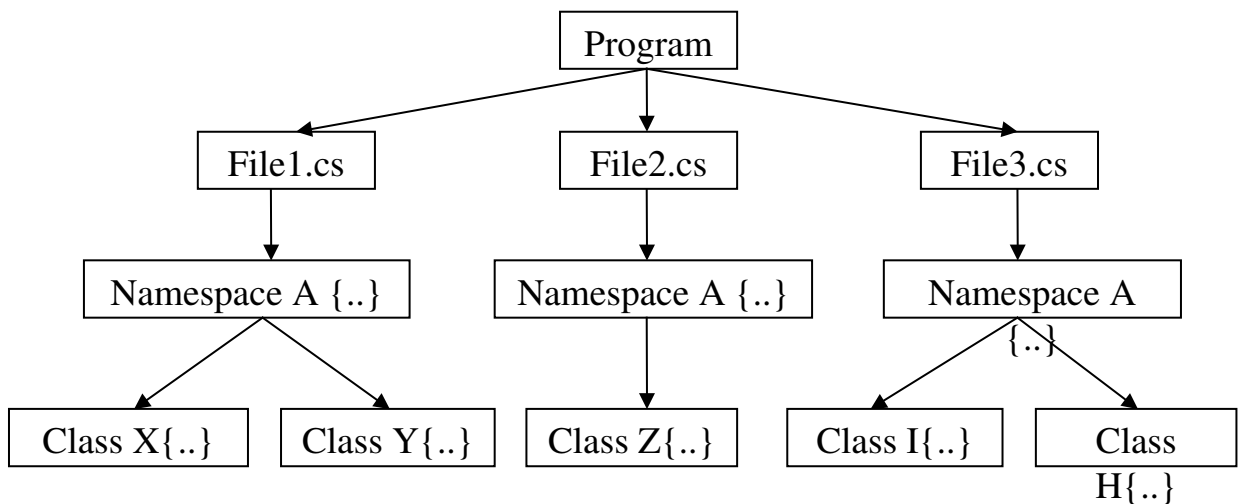 Program
File1.cs
File2.cs
File3.cs
Namespace A {..}
Namespace A {..}
Namespace A
{..}
Class X{..}
Class Y{..}
Class Z{..}
Class I{..}
Class
H{..}